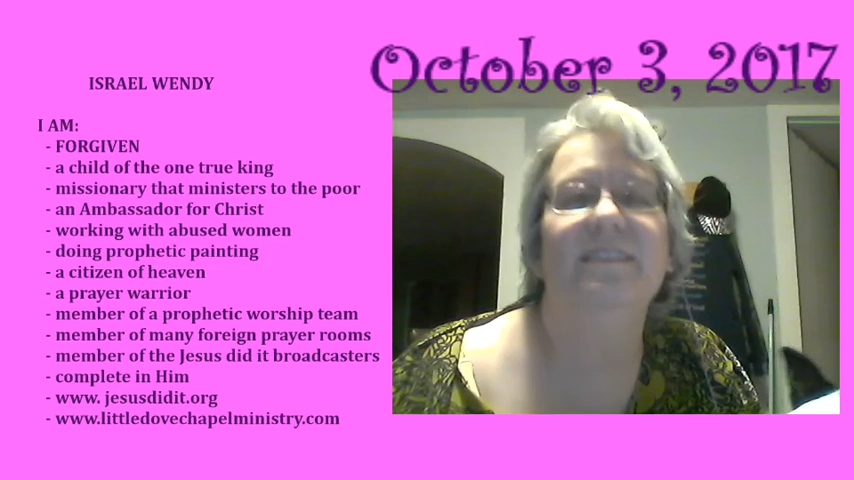 October 3, 2017
ISRAEL WENDY
I AM:
- FORGIVEN
- a child of the one true king
- missionary that ministers to the poor
- an Ambassador for Christ
- working with abused women
- doing prophetic painting
- a citizen of heaven
- a prayer warrior
- member of a prophetic worship team
- member of many foreign prayer rooms
- member of the Jesus did it broadcasters
- complete in Him
- www. jesusdidit.org
- www.littledovechapelministry.com